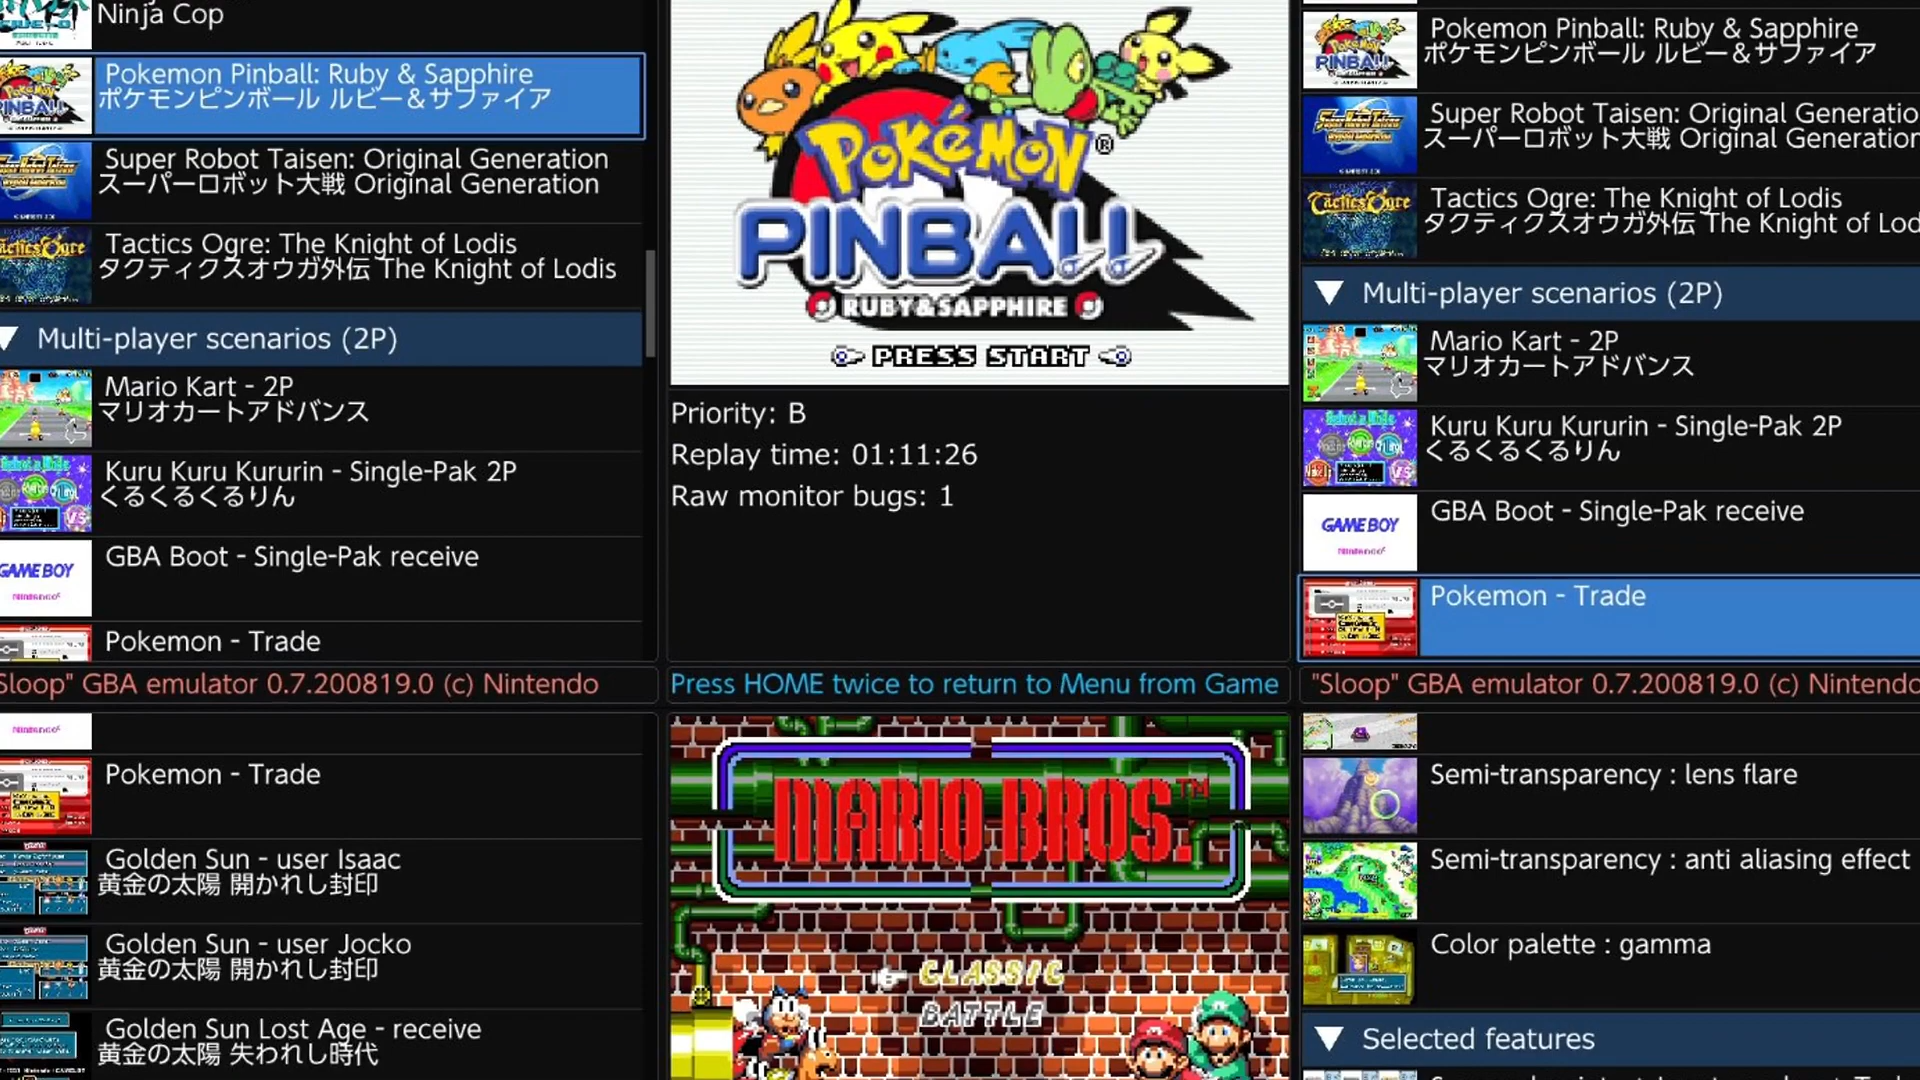 Ninja Cop
Pokemon Pinball: Ruby & Sapphire
ポケモンピンボール ルビー＆サファイア
Super Robot Taisen: Original Generation
スーパーロボット大戦 Original Generation
Tactics Ogre: The Knight of Lodis
タクティクスオウガ外伝 The Knight of Lodis
Multi-player scenarios (2P)
Mario Kart - 2P
マリオカートアドバンス
Kuru Kuru Kururin - Single-Pak 2P
くるくるくるりん
GAME BOY
Nintendo
GBA Boot - Single-Pak receive
Pokemon - Trade
Sloop" GBA emulator 0.7.200819.0 (c) Nintendo
POKéMON®
PINBALL
RUBY&SAPPHIRE
PRESS START
Priority: B
Replay time: 01:11:26
Raw monitor bugs: 1
Press HOME twice to return to Menu from Game
Pokemon Pinball: Ruby & Sapphire
ポケモンピンボール ルビー＆サファイア
Super Robot Taisen: Original Generatio
スーパーロボット大戦 Original Generation
Tactics Ogre
Tactics Ogre: The Knight of Lodis
タクティクスオウガ外伝 The Knight of Lod
Multi-player scenarios (2P)
Mario Kart - 2P
マリオカートアドバンス
Kuru Kuru Kururin - Single-Pak 2P
くるくるくるりん
GAME BOY
Nintendo
GBA Boot - Single-Pak receive
Pokemon - Trade
"Sloop" GBA emulator 0.7.200819.0 (c) Nintendo
Nintendo
Pokemon - Trade
Golden Sun - user Isaac
黄金の太陽 開かれし封印
Golden Sun - user Jocko
黄金の太陽 開かれし封印
Golden Sun Lost Age - receive
黄金の太陽 失われし時代
MARIO BROS.™
CLASSIC
BATTLE
Semi-transparency : lens flare
Semi-transparency : anti aliasing effect
Color palette : gamma
Selected features